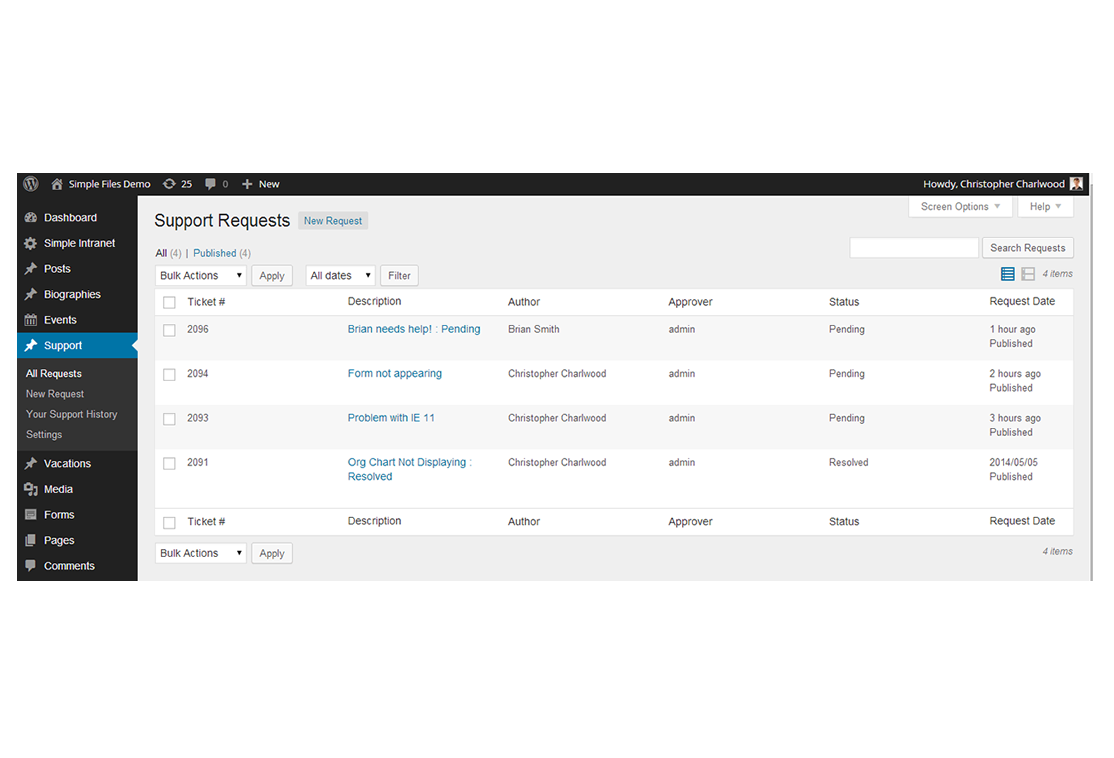 Simple Files Demo 25 0 New Howdy, Christopher Charlwood
Screen Options Help
Dashboard
Simple Intranet
Posts
Biographies
Events
Support
All Requests
New Request
Your Support History
Settings
Vacations
Media
Forms
Pages
Comments
Support Requests New Request
All (4) | Published (4)
Search Requests
Bulk Actions Apply All dates Filter
4 items
Ticket # Description Author Approver Status Request Date
2096 Brian needs help! : Pending Brian Smith admin Pending 1 hour ago
Published
2094 Form not appearing Christopher Charlwood admin Pending 2 hours ago
Published
2093 Problem with IE 11 Christopher Charlwood admin Pending 3 hours ago
Published
2091 Org Chart Not Displaying : Christopher Charlwood admin Resolved 2014/05/05
Resolved Published
Ticket # Description Author Approver Status Request Date
Bulk Actions Apply 4 items